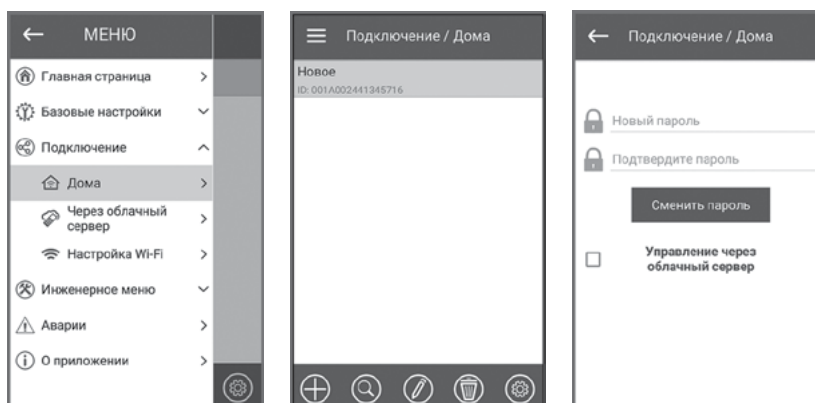 МЕНЮ
Главная страница
Базовые настройки
Подключение
Дома
Через облачный
сервер
Настройка Wi-Fi
Инженерное меню
Аварии
О приложении
Подключение / Дома
Новое
ID: 001A002441345716
Подключение / Дома
Новый пароль
Подтвердите пароль
Сменить пароль
Управление через
облачный сервер